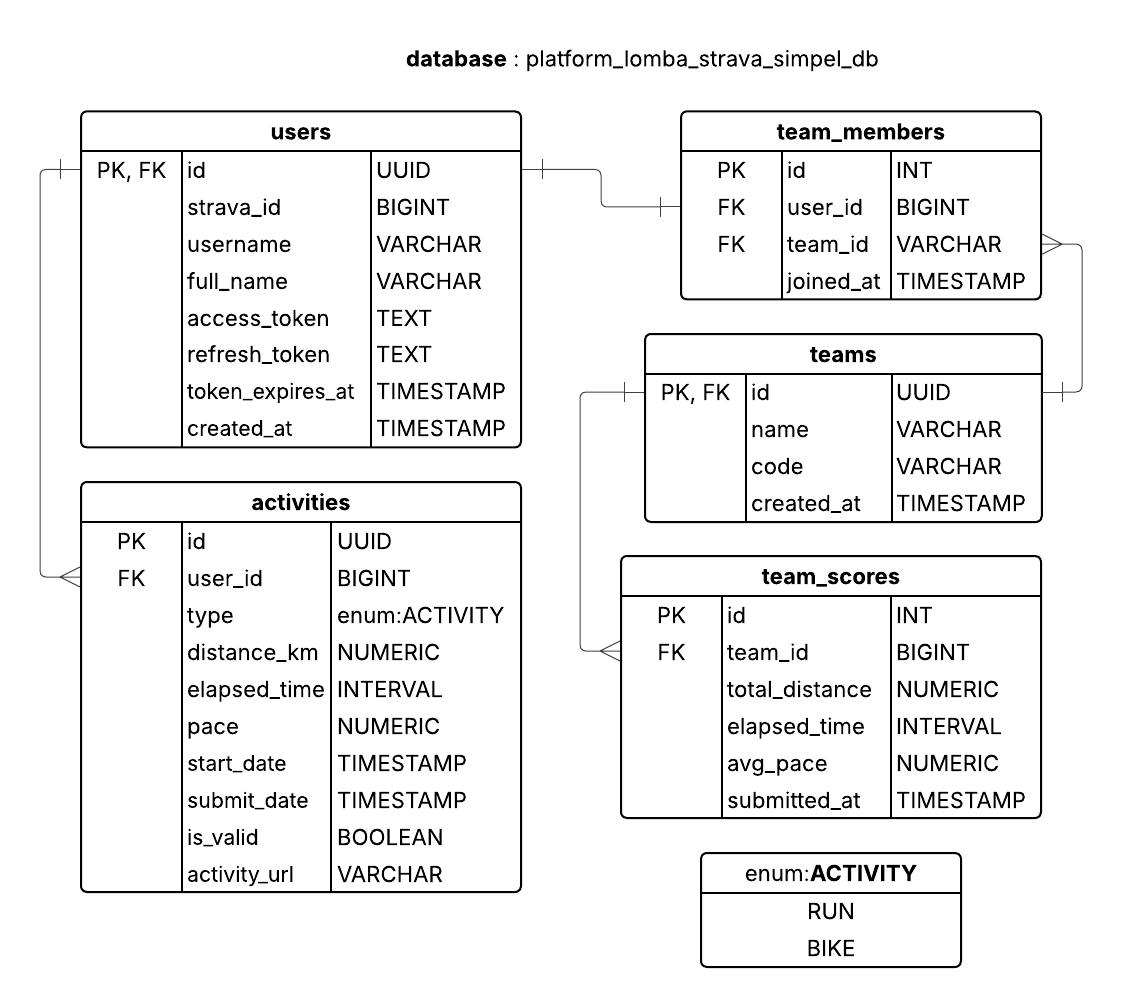 database : platform_lomba_strava_simpel_db
users
PK, FK id UUID
strava_id BIGINT
username VARCHAR
full_name VARCHAR
access_token TEXT
refresh_token TEXT
token_expires_at TIMESTAMP
created_at TIMESTAMP
activities
PK id UUID
FK user_id BIGINT
type enum:ACTIVITY
distance_km NUMERIC
elapsed_time INTERVAL
pace NUMERIC
start_date TIMESTAMP
submit_date TIMESTAMP
is_valid BOOLEAN
activity_url VARCHAR
team_members
PK id INT
FK user_id BIGINT
FK team_id VARCHAR
joined_at TIMESTAMP
teams
PK, FK id UUID
name VARCHAR
code VARCHAR
created_at TIMESTAMP
team_scores
PK id INT
FK team_id BIGINT
total_distance NUMERIC
elapsed_time INTERVAL
avg_pace NUMERIC
submitted_at TIMESTAMP
enum:ACTIVITY
RUN
BIKE